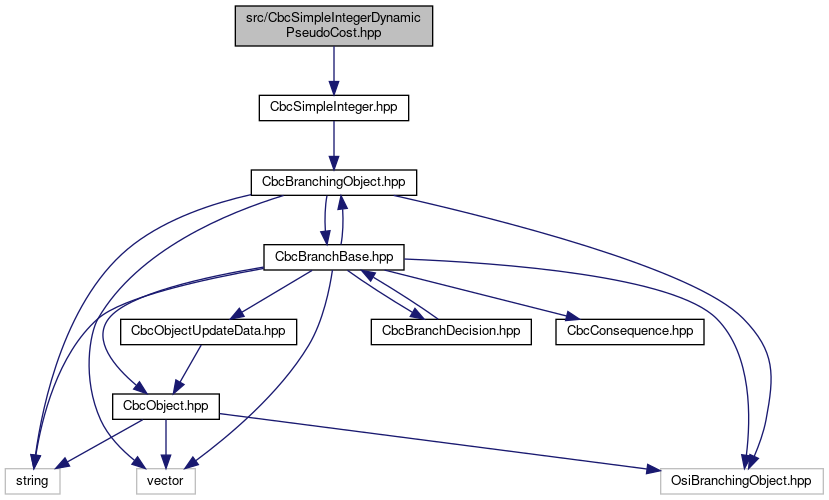 src/CbcSimpleIntegerDynamic
PseudoCost.hpp
CbcSimpleInteger.hpp
CbcBranchingObject.hpp
CbcBranchBase.hpp
CbcObjectUpdateData.hpp
CbcBranchDecision.hpp
CbcConsequence.hpp
CbcObject.hpp
string
vector
OsiBranchingObject.hpp